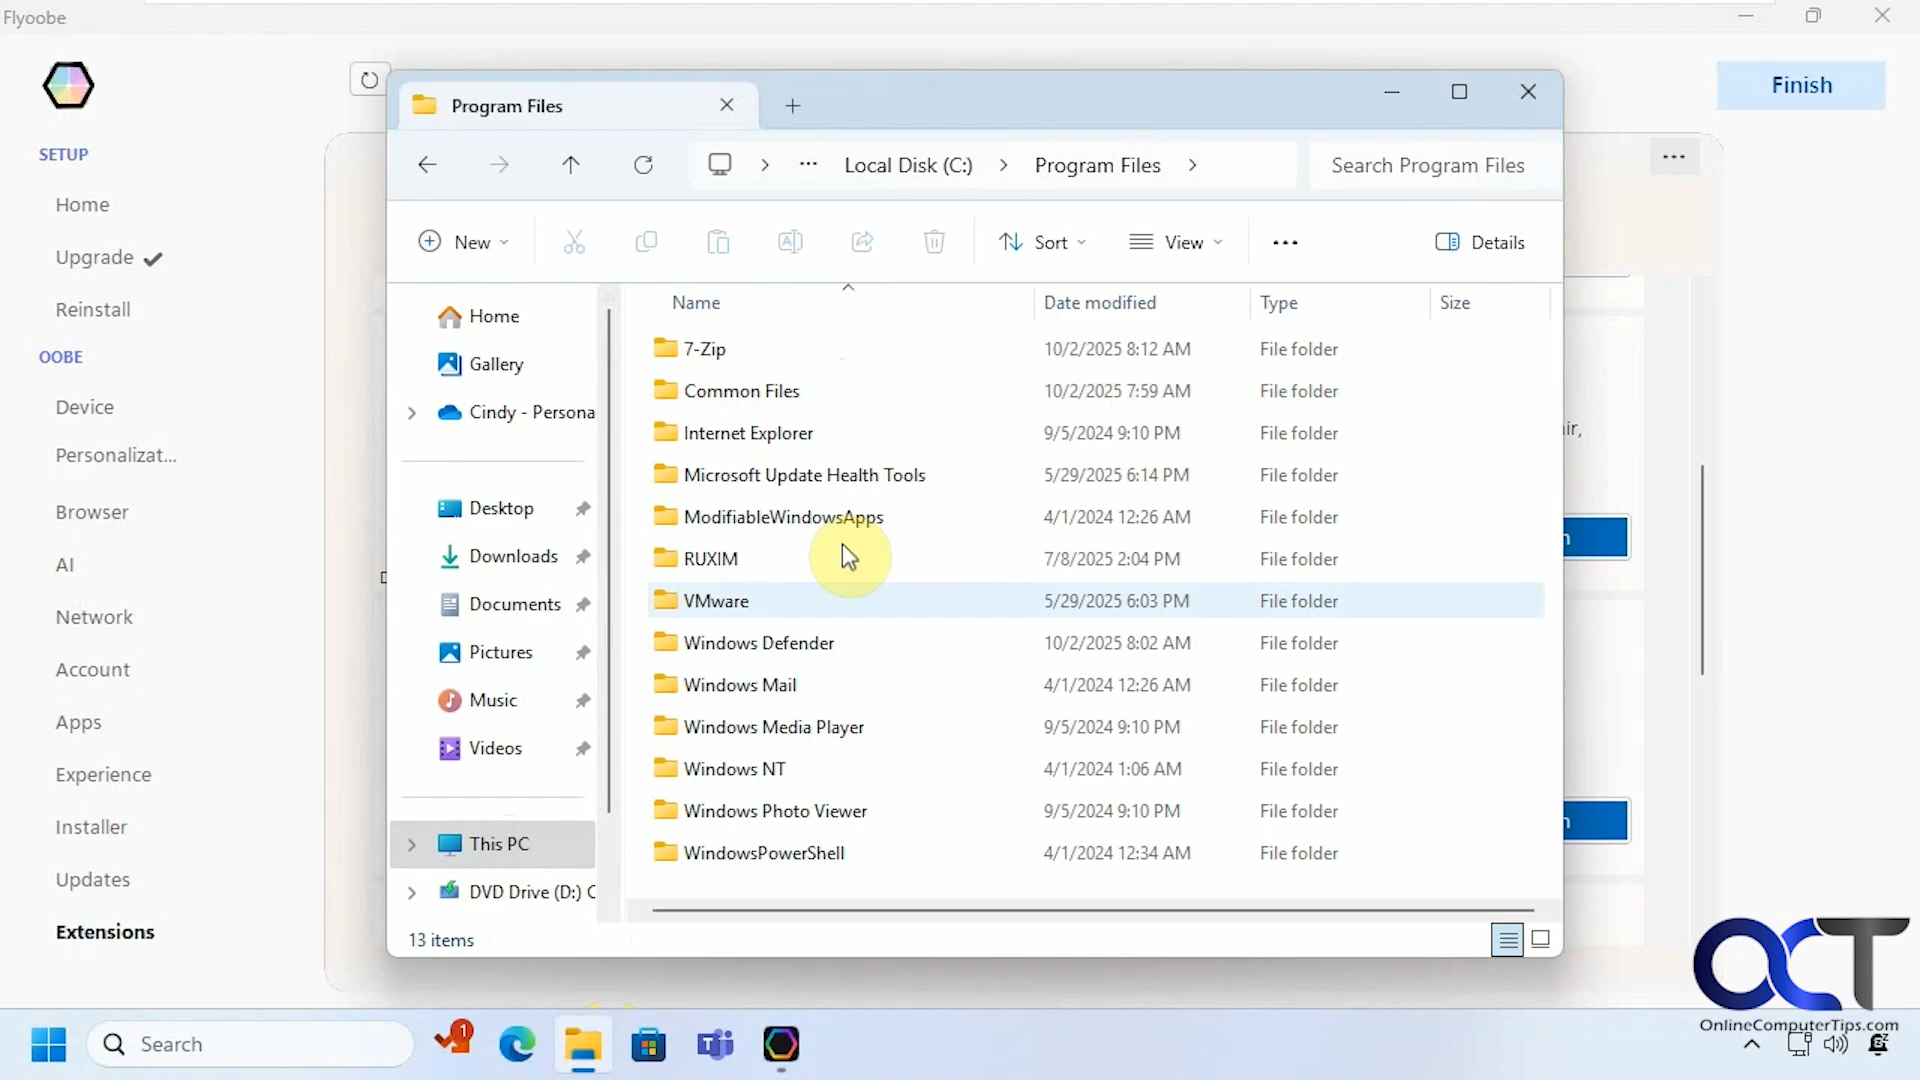 Flyoobe
Finish
SETUP
Home
Upgrade
Reinstall
OOBE
Device
Personalizat...
Browser
AI
Network
Account
Apps
Experience
Installer
Updates
Extensions
Program Files
Local Disk (C:)
Program Files
Search Program Files
New
Sort
View
Details
Home
Gallery
Cindy - Persona
Desktop
Downloads
Documents
Pictures
Music
Videos
This PC
DVD Drive (D:) C
Name Date modified Type Size
7-Zip 10/2/2025 8:12 AM File folder
Common Files 10/2/2025 7:59 AM File folder
Internet Explorer 9/5/2024 9:10 PM File folder
Microsoft Update Health Tools 5/29/2025 6:14 PM File folder
ModifiableWindowsApps 4/1/2024 12:26 AM File folder
RUXIM 7/8/2025 2:04 PM File folder
VMware 5/29/2025 6:03 PM File folder
Windows Defender 10/2/2025 8:02 AM File folder
Windows Mail 4/1/2024 12:26 AM File folder
Windows Media Player 9/5/2024 9:10 PM File folder
Windows NT 4/1/2024 1:06 AM File folder
Windows Photo Viewer 9/5/2024 9:10 PM File folder
WindowsPowerShell 4/1/2024 12:34 AM File folder
13 items
OCT
OnlineComputerTips.com
Search
1